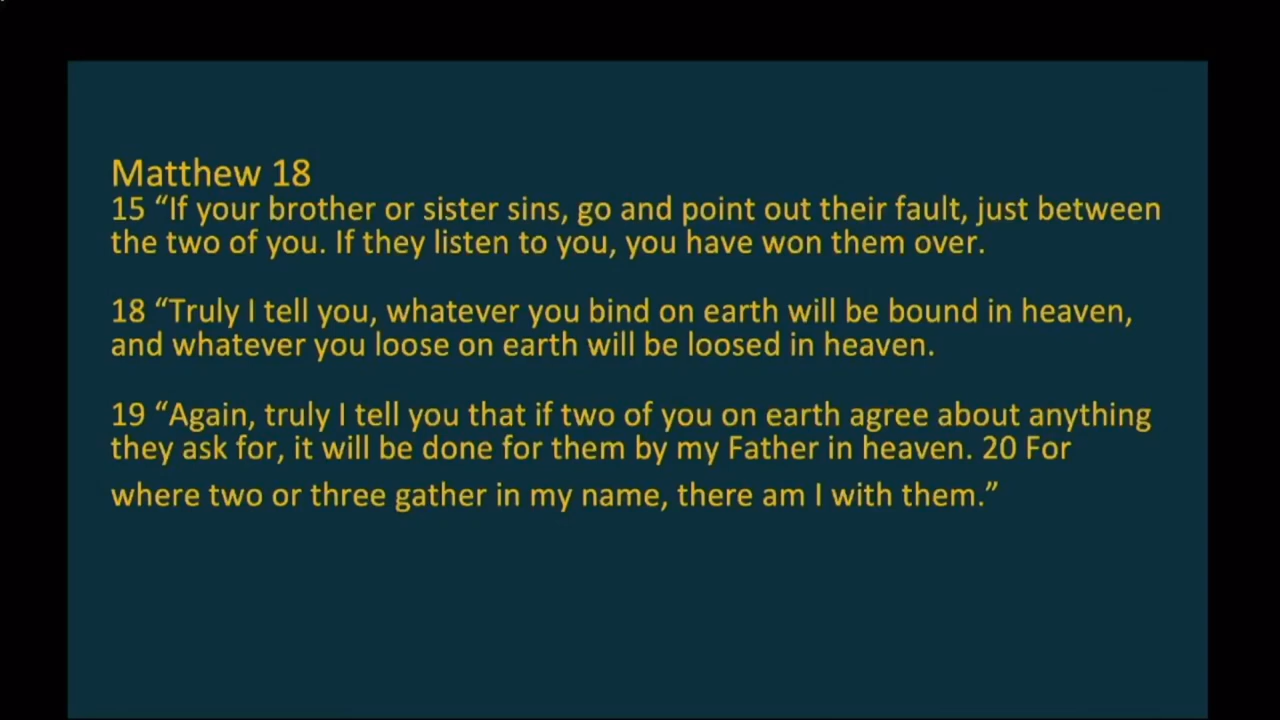 Matthew 18
15 “If your brother or sister sins, go and point out their fault, just between
the two of you. If they listen to you, you have won them over.
18 “Truly I tell you, whatever you bind on earth will be bound in heaven,
and whatever you loose on earth will be loosed in heaven.
19 “Again, truly I tell you that if two of you on earth agree about anything
they ask for, it will be done for them by my Father in heaven. 20 For
where two or three gather in my name, there am I with them.”